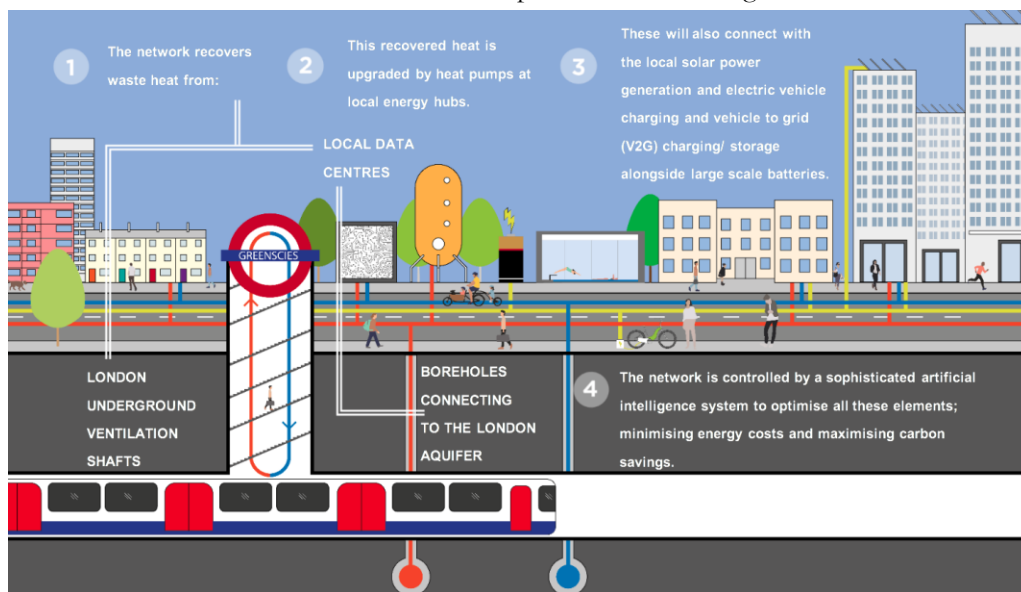 1
The network recovers
waste heat from:
2
This recovered heat is
upgraded by heat pumps at
local energy hubs.
3
These will also connect with
the local solar power
generation and electric vehicle
charging and vehicle to grid
(V2G) charging/ storage
alongside large scale batteries.
LOCAL DATA
CENTRES
GREENSCIES
LONDON
UNDERGROUND
VENTILATION
SHAFTS
BOREHOLES
CONNECTING
TO THE LONDON
AQUIFER
4
The network is controlled by a sophisticated artificial
intelligence system to optimise all these elements;
minimising energy costs and maximising carbon
savings.